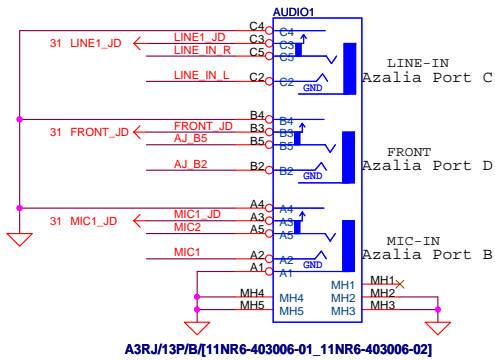 AUDIO1
C4 C4
31 LINE1_JD LINE1_JD C3 C3
LINE_IN_R C5 C5
LINE-IN
LINE_IN_L C2 C2 GND
Azalia Port C
B4 B4
31 FRONT_JD FRONT_JD B3 B3
AJ_B5 B5 B5
FRONT
AJ_B2 B2 B2 GND
Azalia Port D
A4 A4
31 MIC1_JD MIC1_JD A3 A3
MIC2 A5 A5
MIC-IN
Azalia Port B
MIC1 A2 A2 GND
A1 A1
MH1 MH1
MH4 MH4 MH2 MH2
MH5 MH5 MH3 MH3
A3RJ/13P/B/[11NR6-403006-01_11NR6-403006-02]